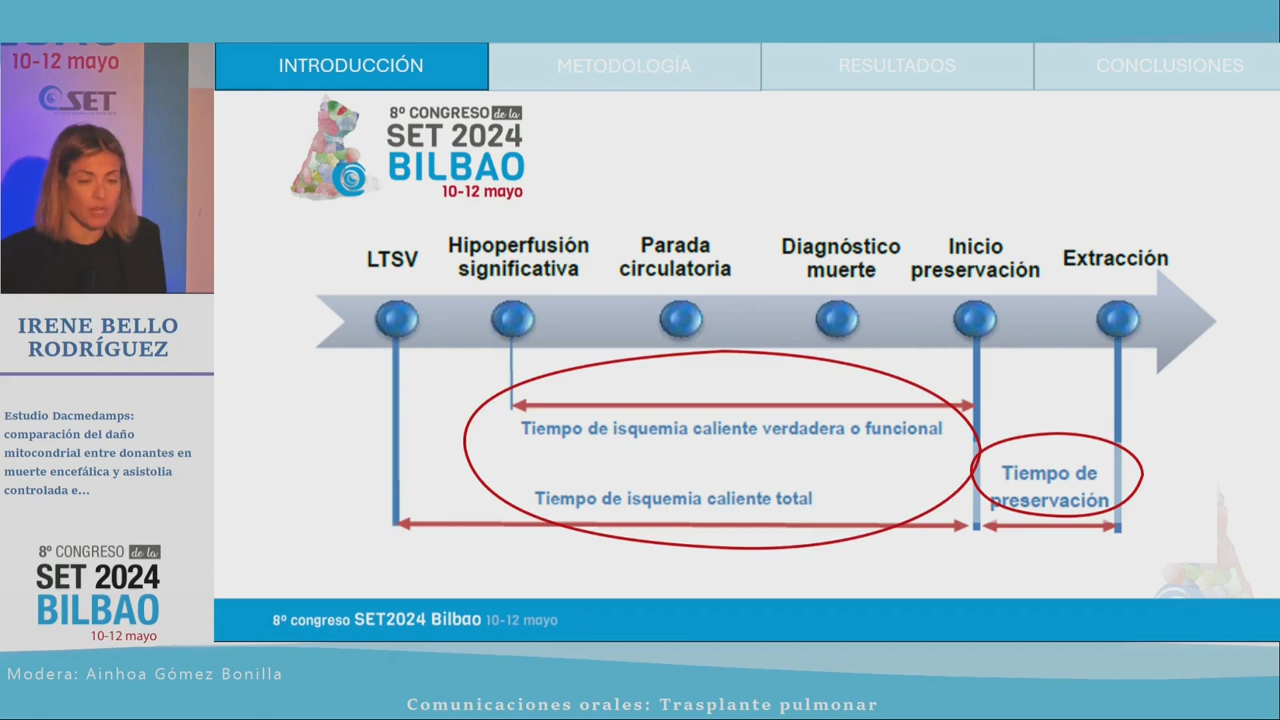 10-12 mayo
SET
INTRODUCCIÓN
METODOLOGÍA
RESULTADOS
CONCLUSIONES
8º CONGRESO de la
SET 2024
BILBAO
10-12 mayo
LTSV
Hipoperfusión
significativa
Parada
circulatoria
Diagnóstico
muerte
Inicio
preservación
Extracción
Tiempo de isquemia caliente verdadera o funcional
Tiempo de isquemia caliente total
Tiempo de
preservación
8º congreso SET2024 Bilbao 10-12 mayo
IRENE BELLO
RODRÍGUEZ
Estudio Dacmedamps:
comparación del daño
mitocondrial entre donantes en
muerte encefálica y asistolia
controlada e...
8º CONGRESO de la
SET 2024
BILBAO
10-12 mayo
Modera: Ainhoa Gómez Bonilla
Comunicaciones orales: Trasplante pulmonar